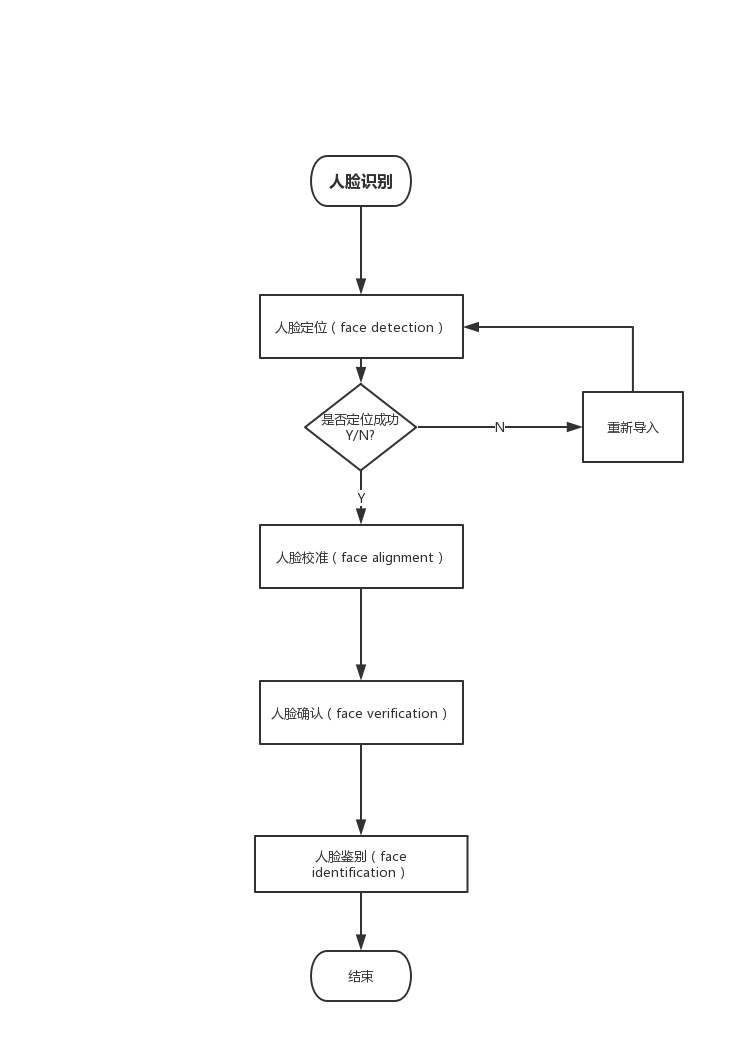 人脸识别
人脸定位（face detection）
是否定位成功
Y/N?
N
重新导入
Y
人脸校准（face alignment）
人脸确认（face verification）
人脸鉴别（face
identification）
结束